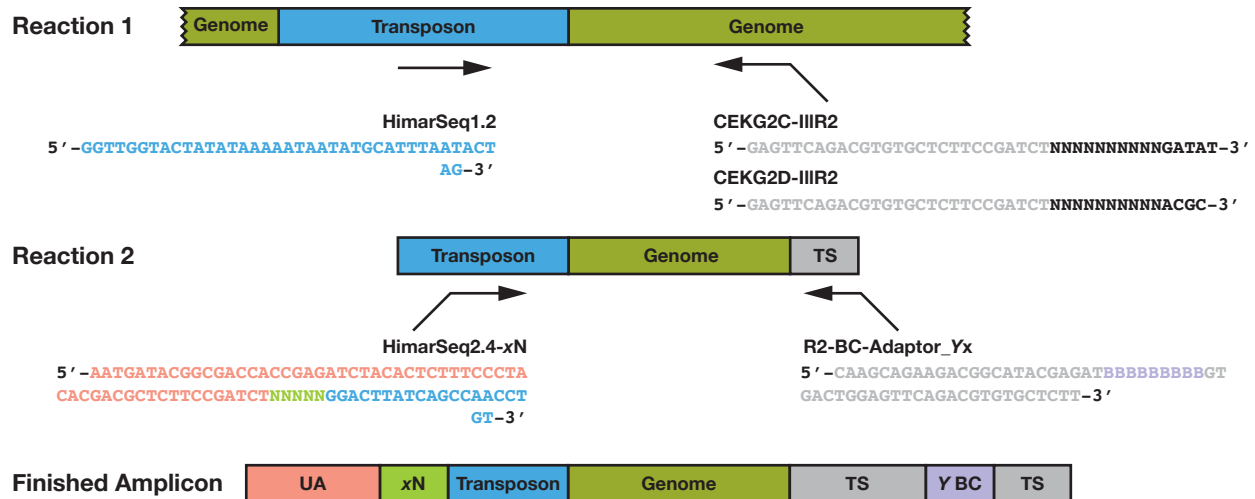 Reaction 1
Genome Transposon Genome
HimarSeq1.2
5′-GGTTGGTACTATATAAAAATAATATGCATTTAATACT
AG-3′
CEKG2C-IIIR2
5′-GAGTTCAGACGTGTGCTCTTCCGATCTNNNNNNNNNNGATAT-3′
CEKG2D-IIIR2
5′-GAGTTCAGACGTGTGCTCTTCCGATCTNNNNNNNNNNACGC-3′
Reaction 2
Transposon Genome TS
HimarSeq2.4-xN
5′-AATGATACGGCGACCACCGAGATCTACACTCTTTCCCTA
CACGACGCTCTTCCGATCTNNNNNGGACTTATCAGCCAACCT
GT-3′
R2-BC-Adaptor_Yx
5′-CAAGCAGAAGACGGCATACGAGATBBBBBBBBBGT
GACTGGAGTTCAGACGTGTGCTCTT-3′
Finished Amplicon
UA xN Transposon Genome TS Y BC TS